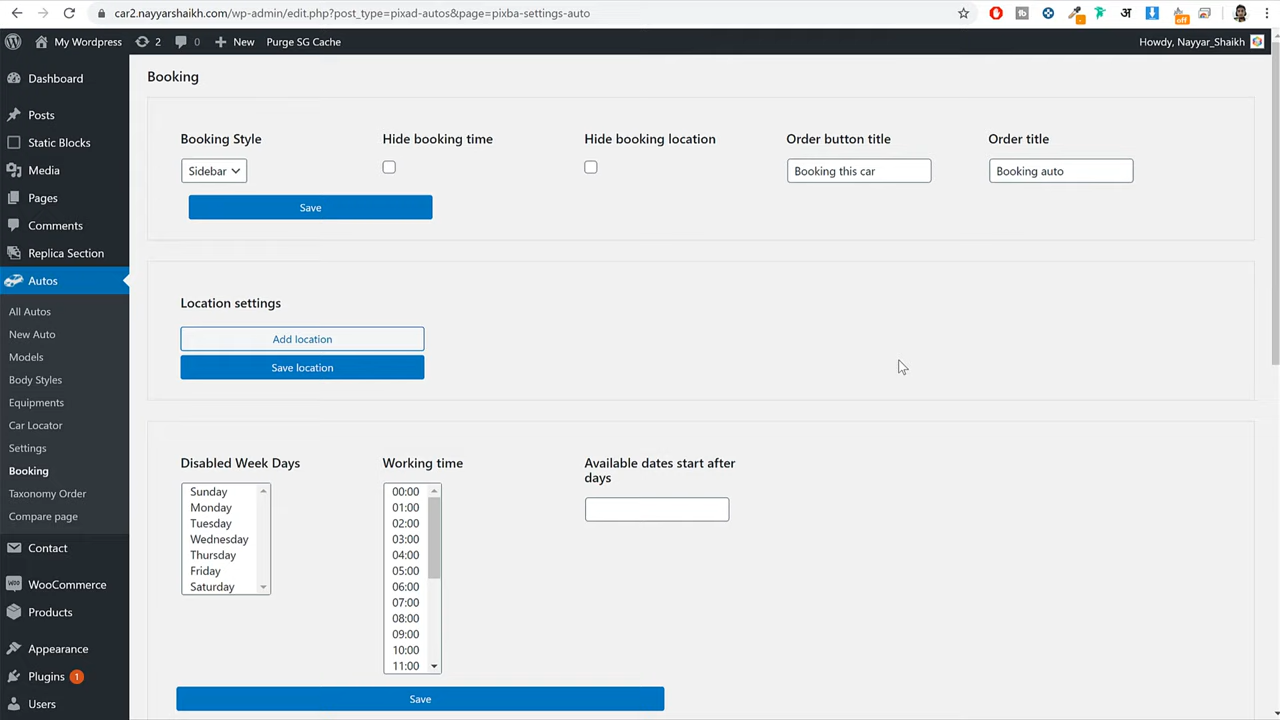 car2.nayyarshaikh.com/wp-admin/edit.php?post_type=pixad-autos&page=pixba-settings-auto
अ
off
My Wordpress 2 0 New Purge SG Cache Howdy, Nayyar_Shaikh
Dashboard
Posts
Static Blocks
Media
Pages
Comments
Replica Section
Autos
All Autos
New Auto
Models
Body Styles
Equipments
Car Locator
Settings
Booking
Taxonomy Order
Compare page
Contact
WOO WooCommerce
Products
Appearance
Plugins 1
Users
Booking
Booking Style Hide booking time Hide booking location Order button title Order title
Sidebar Booking this car Booking auto
Save
Location settings
Add location
Save location
Disabled Week Days Working time Available dates start after
days
Sunday 00:00
Monday 01:00
Tuesday 02:00
Wednesday 03:00
Thursday 04:00
Friday 05:00
Saturday 06:00
07:00
08:00
09:00
10:00
11:00
Save